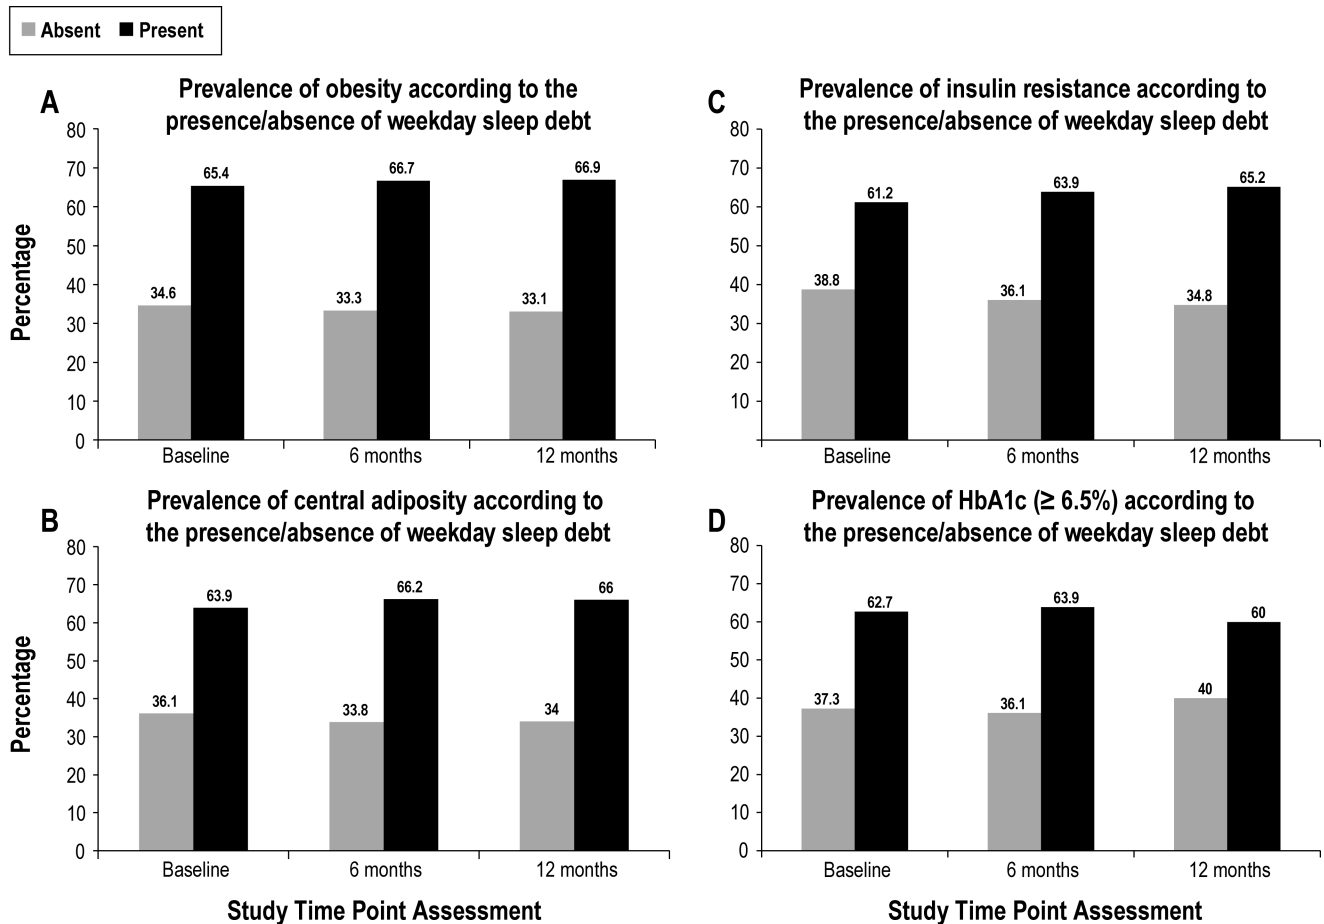 Absent Present
A
Prevalence of obesity according to the
presence/absence of weekday sleep debt
Percentage
80
70
60
50
40
30
20
10
0
34.6 65.4
33.3 66.7
33.1 66.9
Baseline 6 months 12 months
C
Prevalence of insulin resistance according to
the presence/absence of weekday sleep debt
80
70
60
50
40
30
20
10
38.8 61.2
36.1 63.9
34.8 65.2
Baseline 6 months 12 months
B
Prevalence of central adiposity according to
the presence/absence of weekday sleep debt
Percentage
80
70
60
50
40
30
20
10
0
36.1 63.9
33.8 66.2
34 66
Baseline 6 months 12 months
Study Time Point Assessment
D
Prevalence of HbA1c (≥ 6.5%) according to
the presence/absence of weekday sleep debt
80
70
60
50
40
30
20
10
0
37.3 62.7
36.1 63.9
40 60
Baseline 6 months 12 months
Study Time Point Assessment